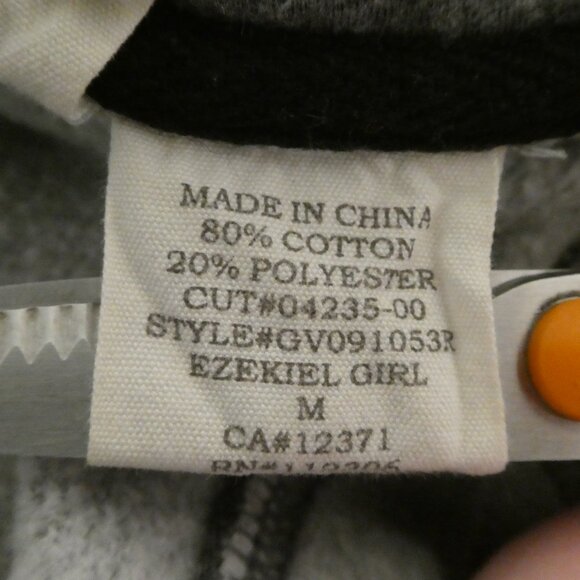 MADE IN CHINA
80% COTTON
20% POLYESTER
CUT#04235-00
STYLE#GV091053R
EZEKIEL GIRL
M
CA#12371